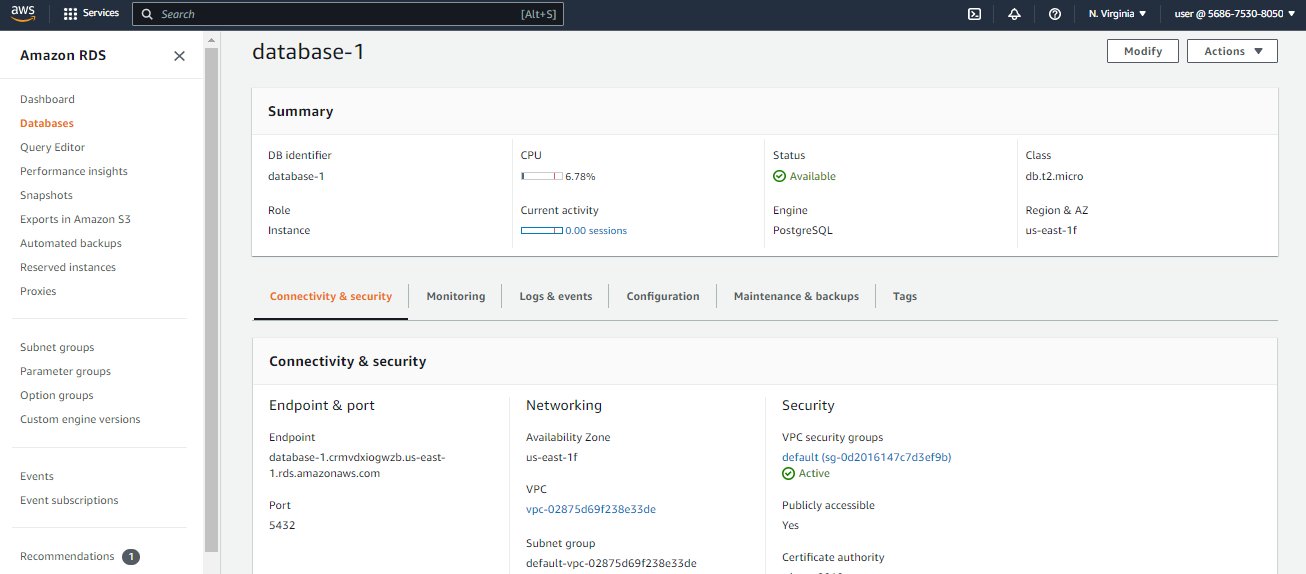 aws
Services
Search
[Alt+S]
N. Virginia
user @ 5686-7530-8050
Amazon RDS
Dashboard
Databases
Query Editor
Performance insights
Snapshots
Exports in Amazon S3
Automated backups
Reserved instances
Proxies
Subnet groups
Parameter groups
Option groups
Custom engine versions
Events
Event subscriptions
Recommendations 1
database-1
Modify
Actions
Summary
DB identifier
database-1
CPU
6.78%
Status
Available
Class
db.t2.micro
Role
Instance
Current activity
0.00 sessions
Engine
PostgreSQL
Region & AZ
us-east-1f
Connectivity & security
Monitoring
Logs & events
Configuration
Maintenance & backups
Tags
Connectivity & security
Endpoint & port
Endpoint
database-1.crmvdxiogwzb.us-east-
1.rds.amazonaws.com
Port
5432
Networking
Availability Zone
us-east-1f
VPC
vpc-02875d69f238e33de
Subnet group
default-vpc-02875d69f238e33de
Security
VPC security groups
default (sg-0d2016147c7d3ef9b)
Active
Publicly accessible
Yes
Certificate authority